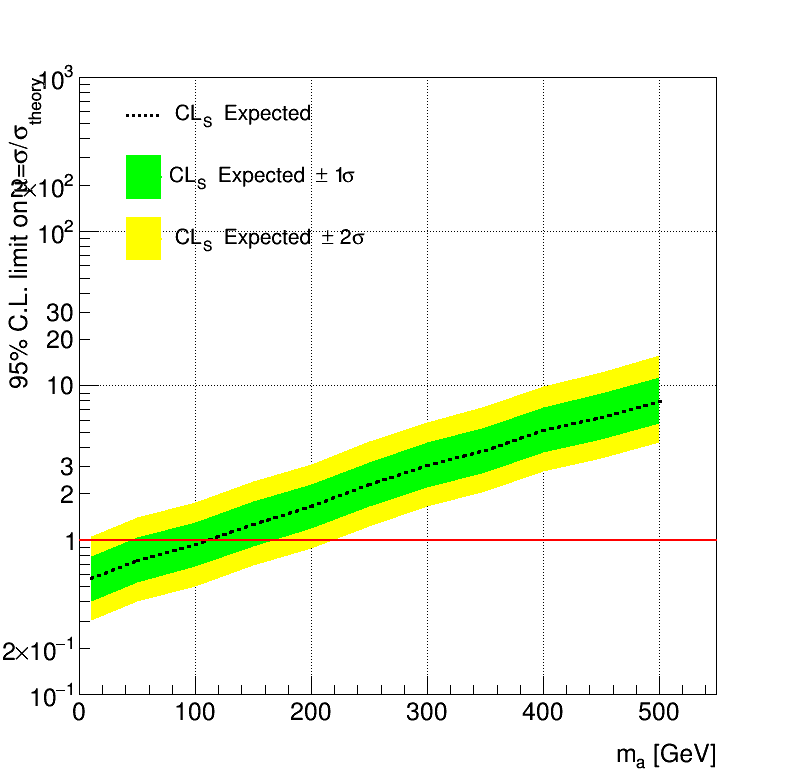 95% C.L. limit on μ=σ/σ_theory
10³
2×10²
10²
30
20
10
3
2
1
2×10⁻¹
10⁻¹
CL_S Expected
CL_S Expected ± 1σ
CL_S Expected ± 2σ
0 100 200 300 400 500
m_a [GeV]